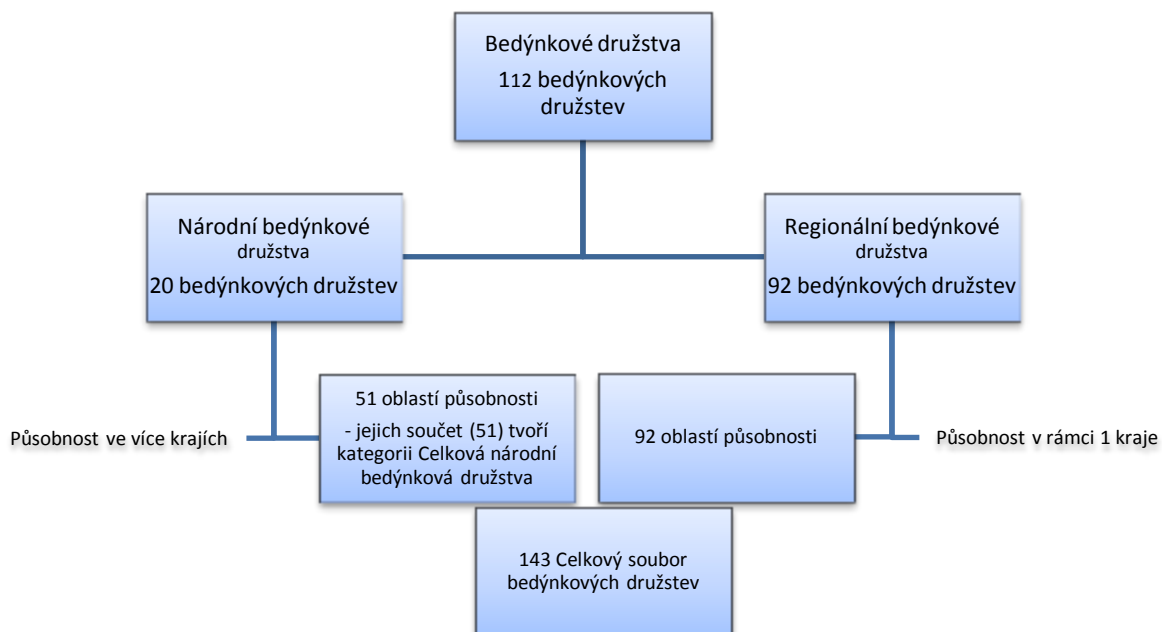 Bedýnkové družstva
112 bedýnkových
družstev
Národní bedýnkové
družstva
20 bedýnkových družstev
Regionální bedýnkové
družstva
92 bedýnkových družstev
Působnost ve více krajích
51 oblastí působnosti
- jejich součet (51) tvoří
kategorii Celková národní
bedýnková družstva
92 oblastí působnosti
Působnost v rámci 1 kraje
143 Celkový soubor
bedýnkových družstev